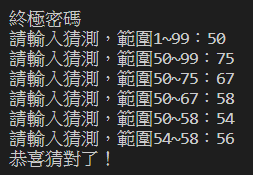 終極密碼
請輸入猜測，範圍1~99：50
請輸入猜測，範圍50~99：75
請輸入猜測，範圍50~75：67
請輸入猜測，範圍50~67：58
請輸入猜測，範圍50~58：54
請輸入猜測，範圍54~58：56
恭喜猜對了！